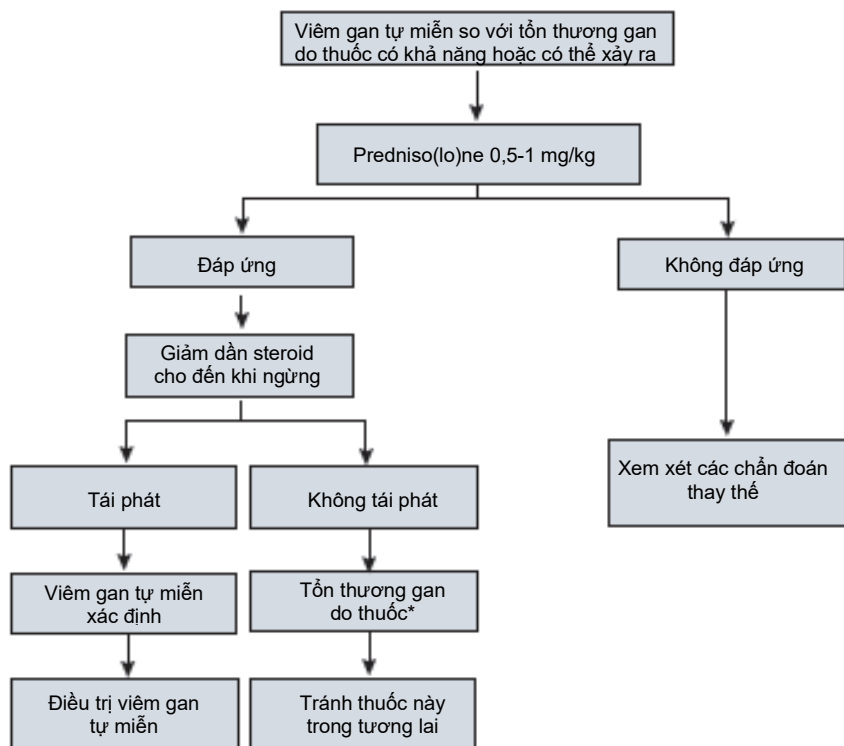 Viêm gan tự miễn so với tổn thương gan
do thuốc có khả năng hoặc có thể xảy ra
Predniso(lo)ne 0,5-1 mg/kg
Đáp ứng
Không đáp ứng
Giảm dần steroid
cho đến khi ngừng
Tái phát
Không tái phát
Xem xét các chẩn đoán
thay thế
Viêm gan tự miễn
xác định
Tổn thương gan
do thuốc*
Điều trị viêm gan
tự miễn
Tránh thuốc này
trong tương lai